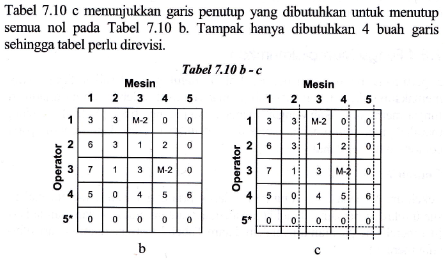 Tabel 7.10 c menunjukkan garis penutup yang dibutuhkan untuk menutup
semua nol pada Tabel 7.10 b. Tampak hanya dibutuhkan 4 buah garis
sehingga tabel perlu direvisi.
Tabel 7.10 b - c
Mesin
1 2 3 4 5
1 3 3 M-2 0 0
2 6 3 1 2 0
3 7 1 3 M-2 0
4 5 0 4 5 6
5* 0 0 0 0 0
Operator
b
Mesin
1 2 3 4 5
1 3 3 M-2 0 0
2 6 3 1 2 0
3 7 1 3 M-2 0
4 5 0 4 5 6
5* 0 0 0 0 0
Operator
c